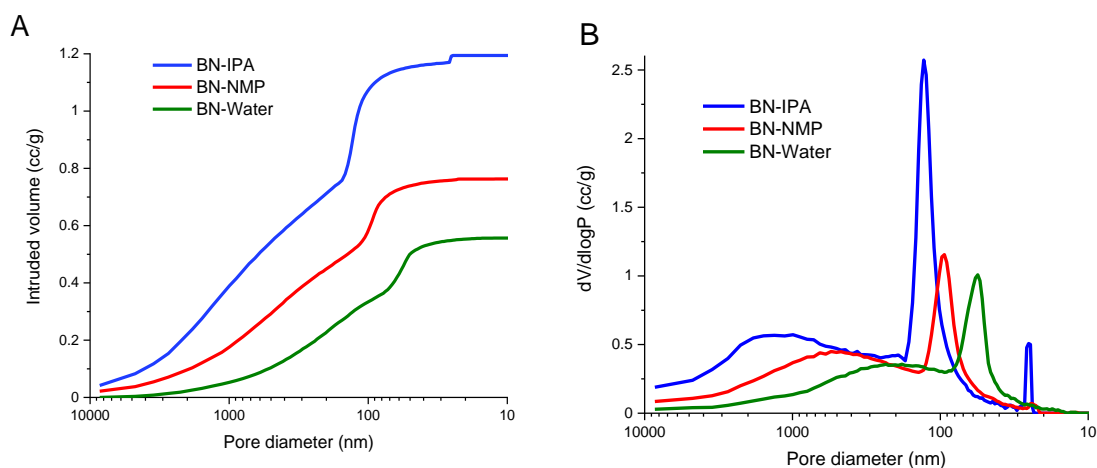 A
1.2
1
0.8
0.6
0.4
0.2
0
Intruded volume (cc/g)
BN-IPA
BN-NMP
BN-Water
10000
1000
100
10
Pore diameter (nm)
B
2.5
2
1.5
1
0.5
0
dV/dlogP (cc/g)
BN-IPA
BN-NMP
BN-Water
10000
1000
100
10
Pore diameter (nm)